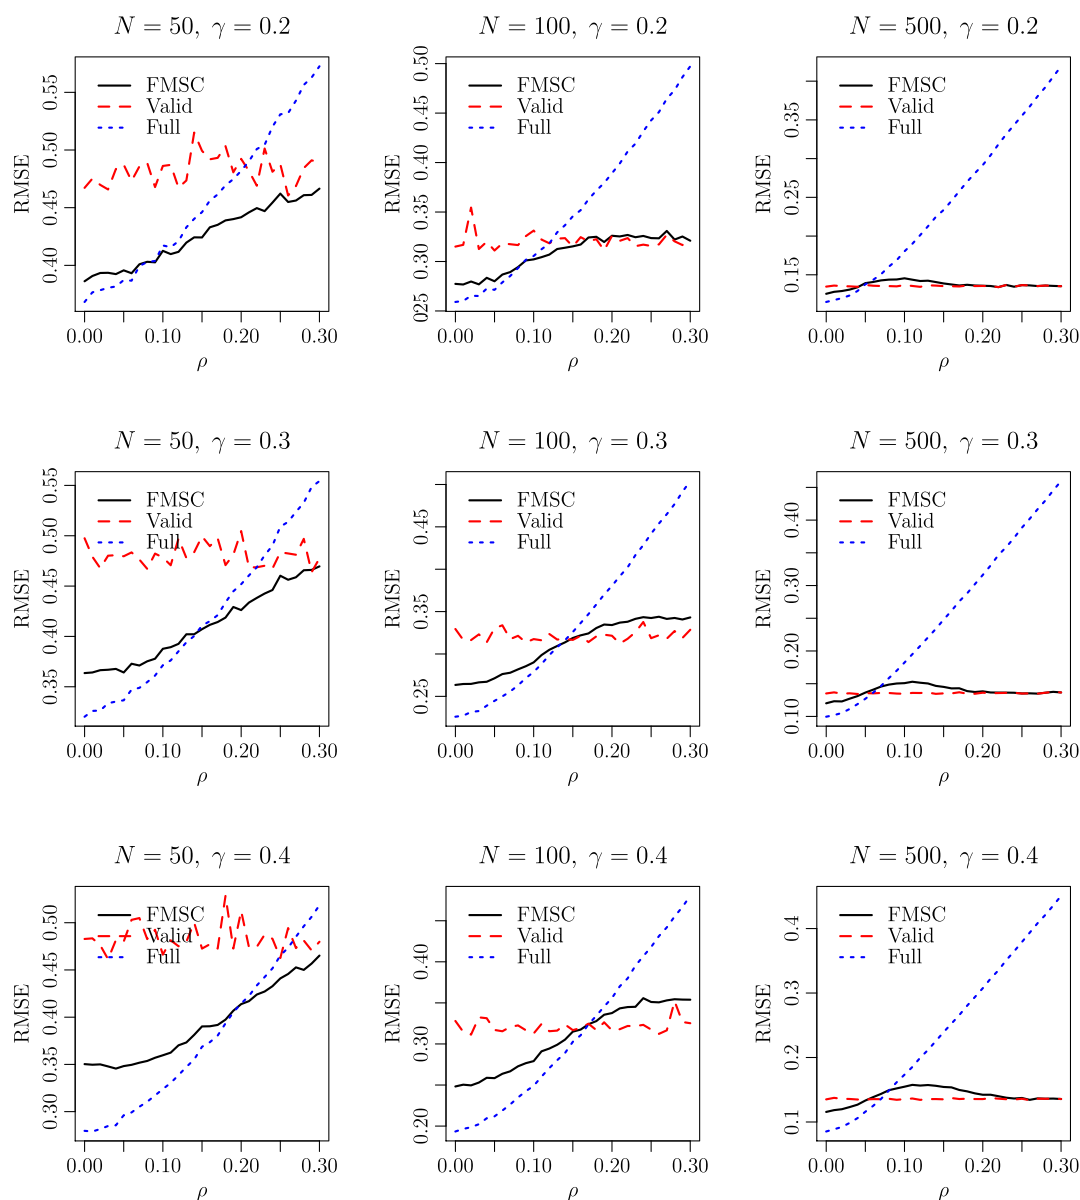 N = 50, γ = 0.2
RMSE
0.40 0.45 0.50 0.55
FMSC
Valid
Full
0.00 0.10 0.20 0.30
ρ
N = 100, γ = 0.2
RMSE
0.25 0.30 0.35 0.40 0.45 0.50
FMSC
Valid
Full
0.00 0.10 0.20 0.30
ρ
N = 500, γ = 0.2
RMSE
0.15 0.25 0.35
FMSC
Valid
Full
0.00 0.10 0.20 0.30
ρ
N = 50, γ = 0.3
RMSE
0.35 0.40 0.45 0.50 0.55
FMSC
Valid
Full
0.00 0.10 0.20 0.30
ρ
N = 100, γ = 0.3
RMSE
0.25 0.35 0.45
FMSC
Valid
Full
0.00 0.10 0.20 0.30
ρ
N = 500, γ = 0.3
RMSE
0.10 0.20 0.30 0.40
FMSC
Valid
Full
0.00 0.10 0.20 0.30
ρ
N = 50, γ = 0.4
RMSE
0.30 0.35 0.40 0.45 0.50
FMSC
Valid
Full
0.00 0.10 0.20 0.30
ρ
N = 100, γ = 0.4
RMSE
0.20 0.30 0.40
FMSC
Valid
Full
0.00 0.10 0.20 0.30
ρ
N = 500, γ = 0.4
RMSE
0.1 0.2 0.3 0.4
FMSC
Valid
Full
0.00 0.10 0.20 0.30
ρ